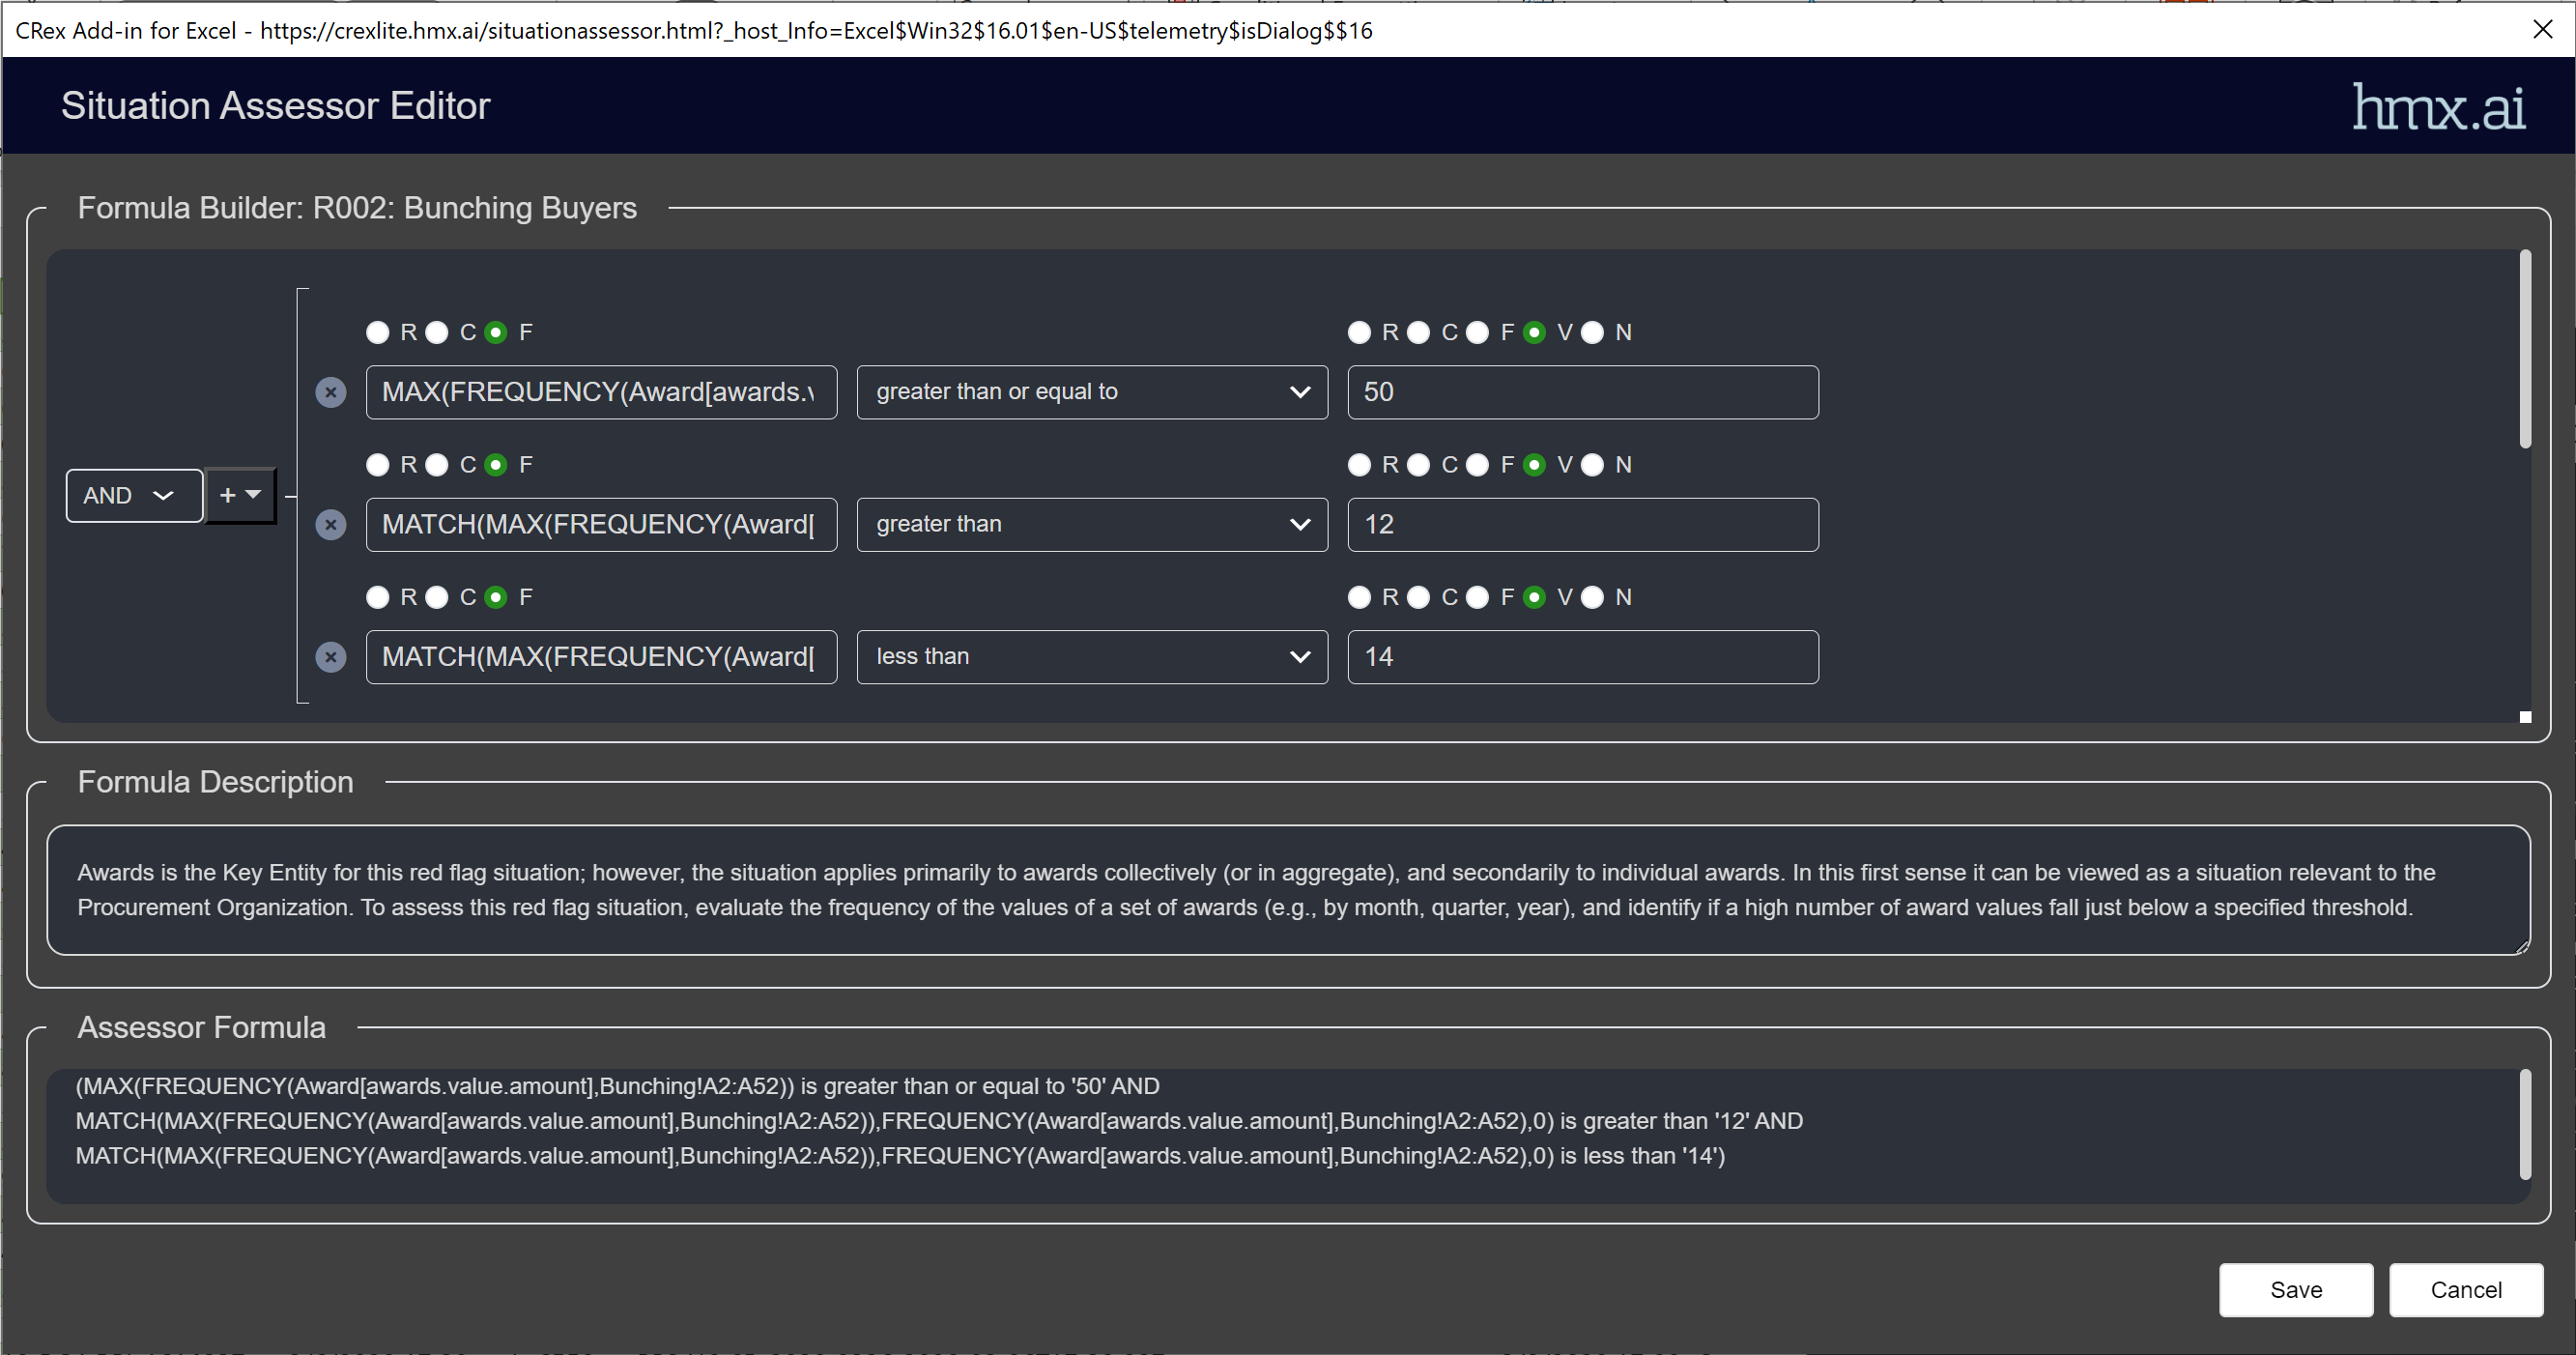 CRex Add-in for Excel - https://crexlite.hmx.ai/situationassessor.html?_host_Info=Excel$Win32$16.01$en-US$telemetry$isDialog$$16
Situation Assessor Editor
hmx.ai
Formula Builder: R002: Bunching Buyers
R C F R C F V N
MAX(FREQUENCY(Award[awards.v greater than or equal to 50
R C F R C F V N
AND +
MATCH(MAX(FREQUENCY(Award[ greater than 12
R C F R C F V N
MATCH(MAX(FREQUENCY(Award[ less than 14
Formula Description
Awards is the Key Entity for this red flag situation; however, the situation applies primarily to awards collectively (or in aggregate), and secondarily to individual awards. In this first sense it can be viewed as a situation relevant to the
Procurement Organization. To assess this red flag situation, evaluate the frequency of the values of a set of awards (e.g., by month, quarter, year), and identify if a high number of award values fall just below a specified threshold.
Assessor Formula
(MAX(FREQUENCY(Award[awards.value.amount],Bunching!A2:A52)) is greater than or equal to '50' AND
MATCH(MAX(FREQUENCY(Award[awards.value.amount],Bunching!A2:A52)),FREQUENCY(Award[awards.value.amount],Bunching!A2:A52),0) is greater than '12' AND
MATCH(MAX(FREQUENCY(Award[awards.value.amount],Bunching!A2:A52)),FREQUENCY(Award[awards.value.amount],Bunching!A2:A52),0) is less than '14')
Save Cancel